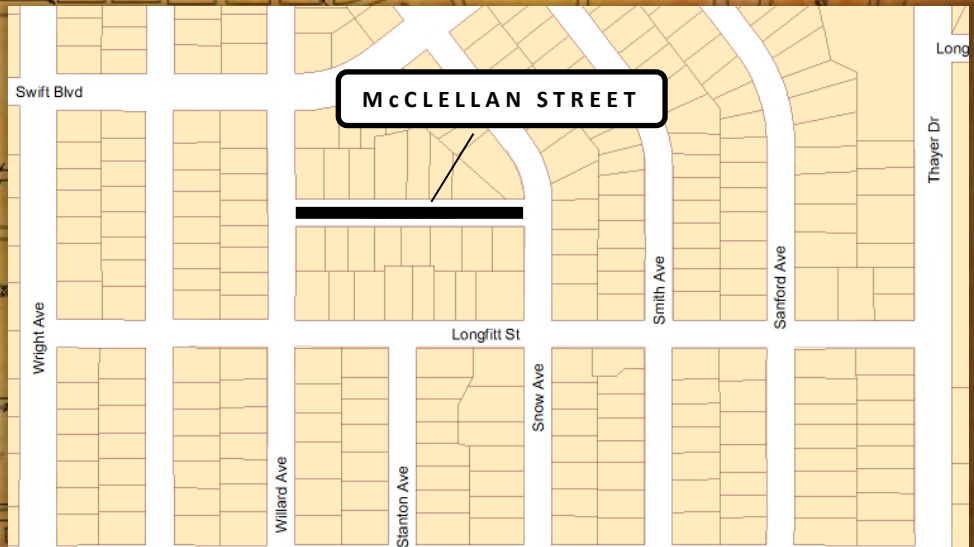 Long
Swift Blvd
McCLELLAN STREET
Thayer Dr
Smith Ave
Sanford Ave
Wright Ave
Longfitt St
Snow Ave
Willard Ave
Stanton Ave